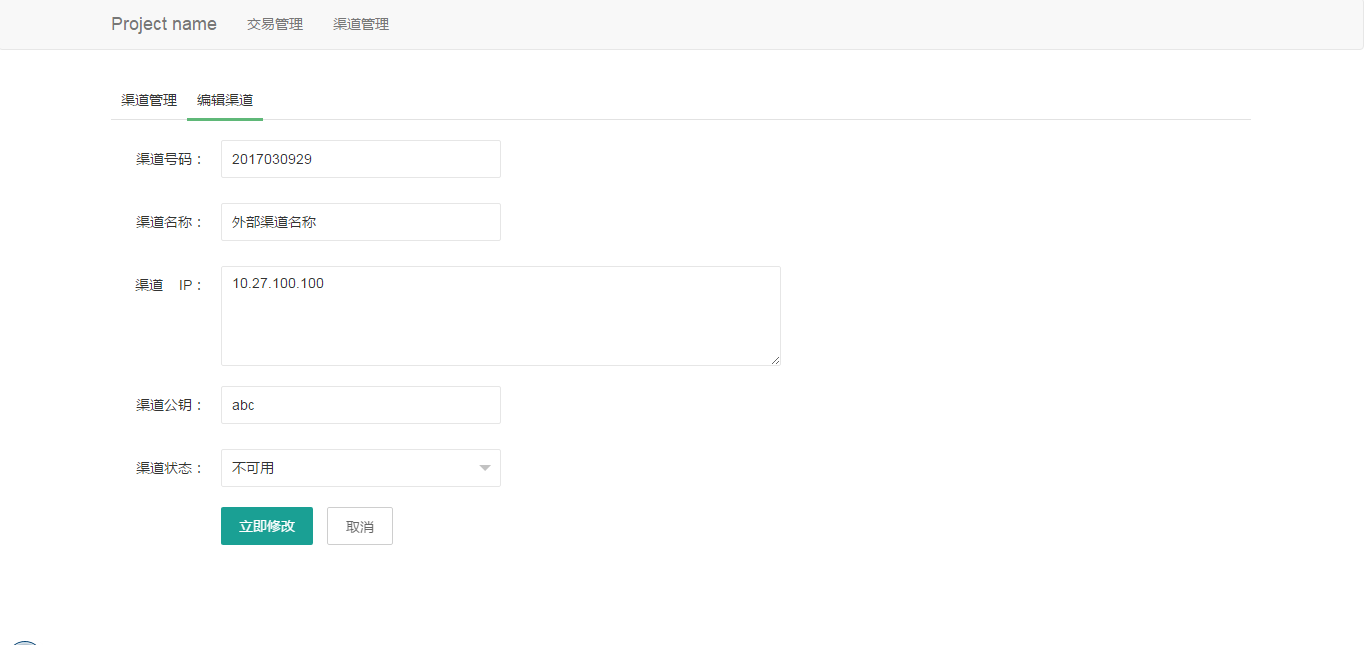 Project name 交易管理 渠道管理
渠道管理 编辑渠道
渠道号码： 2017030929
渠道名称： 外部渠道名称
渠道 IP： 10.27.100.100
渠道公钥： abc
渠道状态： 不可用
立即修改 取消